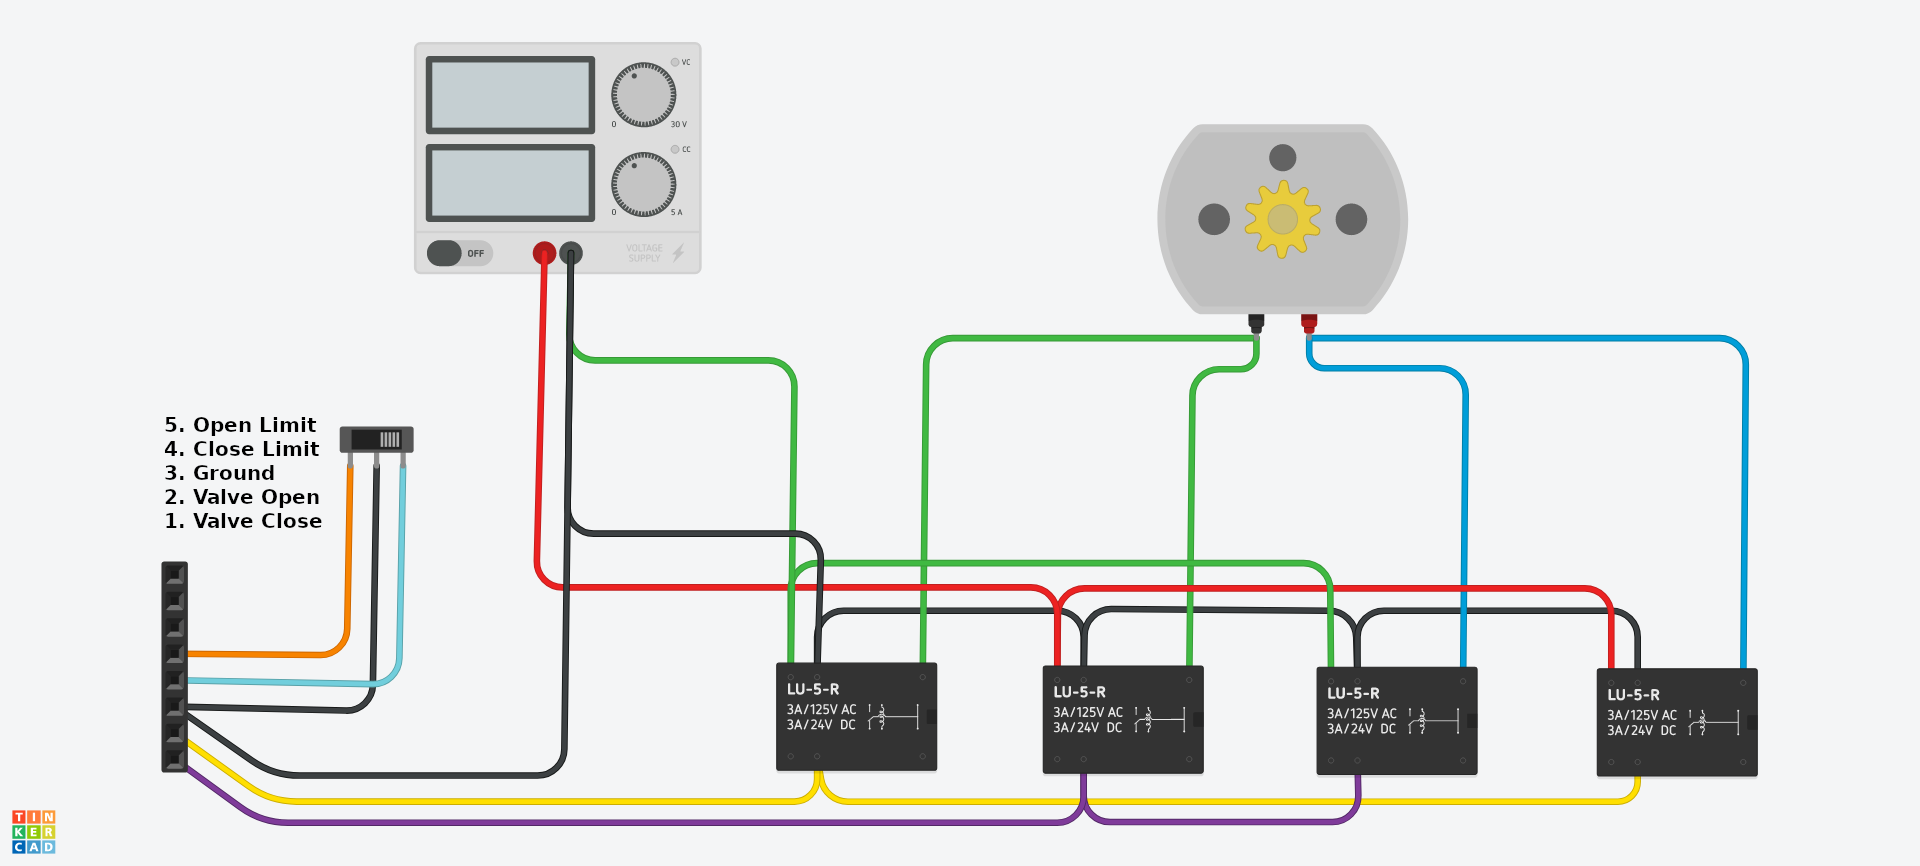 VC
0
30 V
CC
0
5 A
OFF
VOLTAGE
SUPPLY
5. Open Limit
4. Close Limit
3. Ground
2. Valve Open
1. Valve Close
LU-5-R
3A/125V AC
3A/24V DC
LU-5-R
3A/125V AC
3A/24V DC
LU-5-R
3A/125V AC
3A/24V DC
LU-5-R
3A/125V AC
3A/24V DC
TIN
KER
CAD